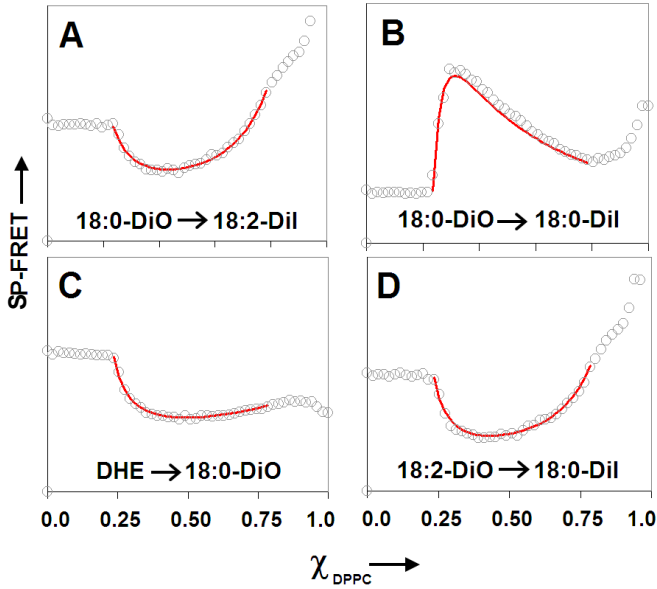 A
B
18:0-DiO → 18:2-DiI
18:0-DiO → 18:0-DiI
SP-FRET →
C
D
DHE → 18:0-DiO
18:2-DiO → 18:0-DiI
0.0 0.25 0.50 0.75 1.0
0.0 0.25 0.50 0.75 1.0
χ DPPC →